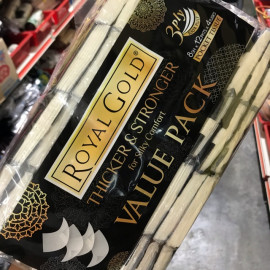 ROYAL GOLD
THICKER & STRONGER
for Silky Comfort
VALUE PACK
3ply